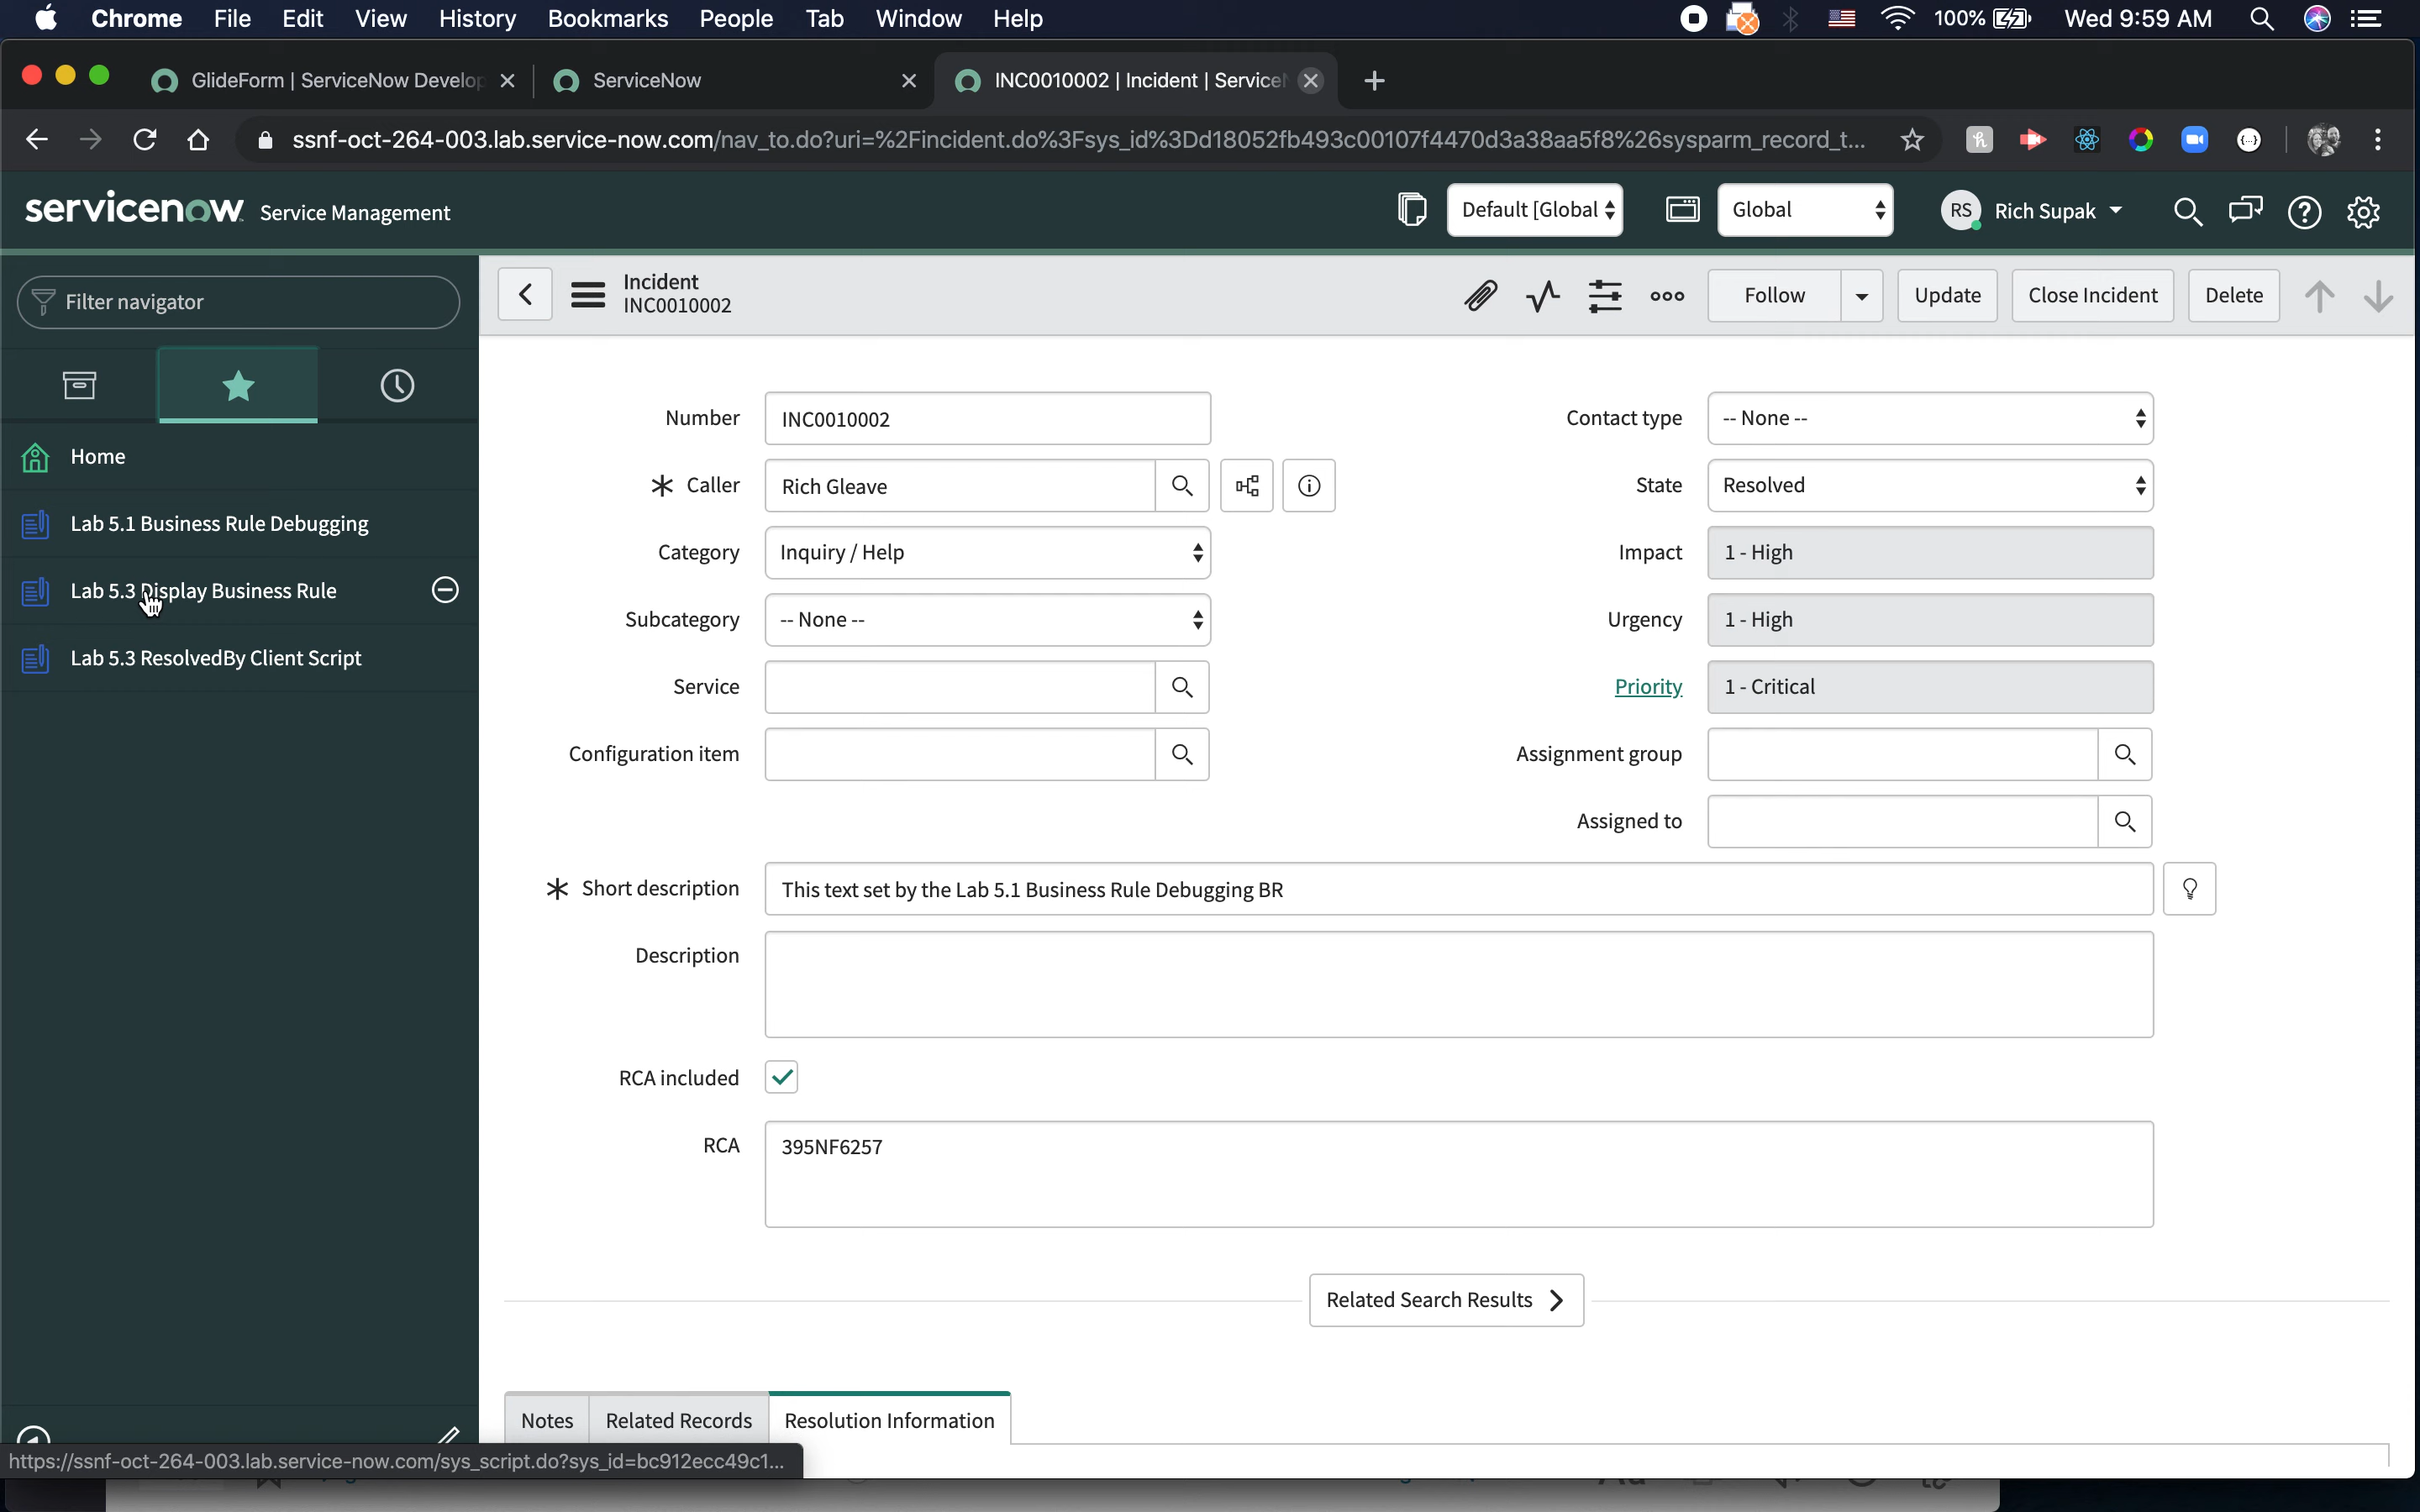 Chrome File Edit View History Bookmarks People Tab Window Help 100% Wed 9:59 AM
GlideForm | ServiceNow Develop ServiceNow INC0010002 | Incident | Service
ssnf-oct-264-003.lab.service-now.com/nav_to.do?uri=%2Fincident.do%3Fsys_id%3Dd18052fb493c00107f4470d3a38aa5f8%26sysparm_record_t...
servicenow Service Management Default [Global Global RS Rich Supak
Filter navigator
Incident
INC0010002
Follow Update Close Incident Delete
Home
Lab 5.1 Business Rule Debugging
Lab 5.3 Display Business Rule
Lab 5.3 ResolvedBy Client Script
Number INC0010002
Caller Rich Gleave
Category Inquiry / Help
Subcategory -- None --
Service
Configuration item
Contact type -- None --
State Resolved
Impact 1 - High
Urgency 1 - High
Priority 1 - Critical
Assignment group
Assigned to
Short description This text set by the Lab 5.1 Business Rule Debugging BR
Description
RCA included
RCA 395NF6257
Related Search Results
Notes Related Records Resolution Information
https://ssnf-oct-264-003.lab.service-now.com/sys_script.do?sys_id=bc912ecc49c1...